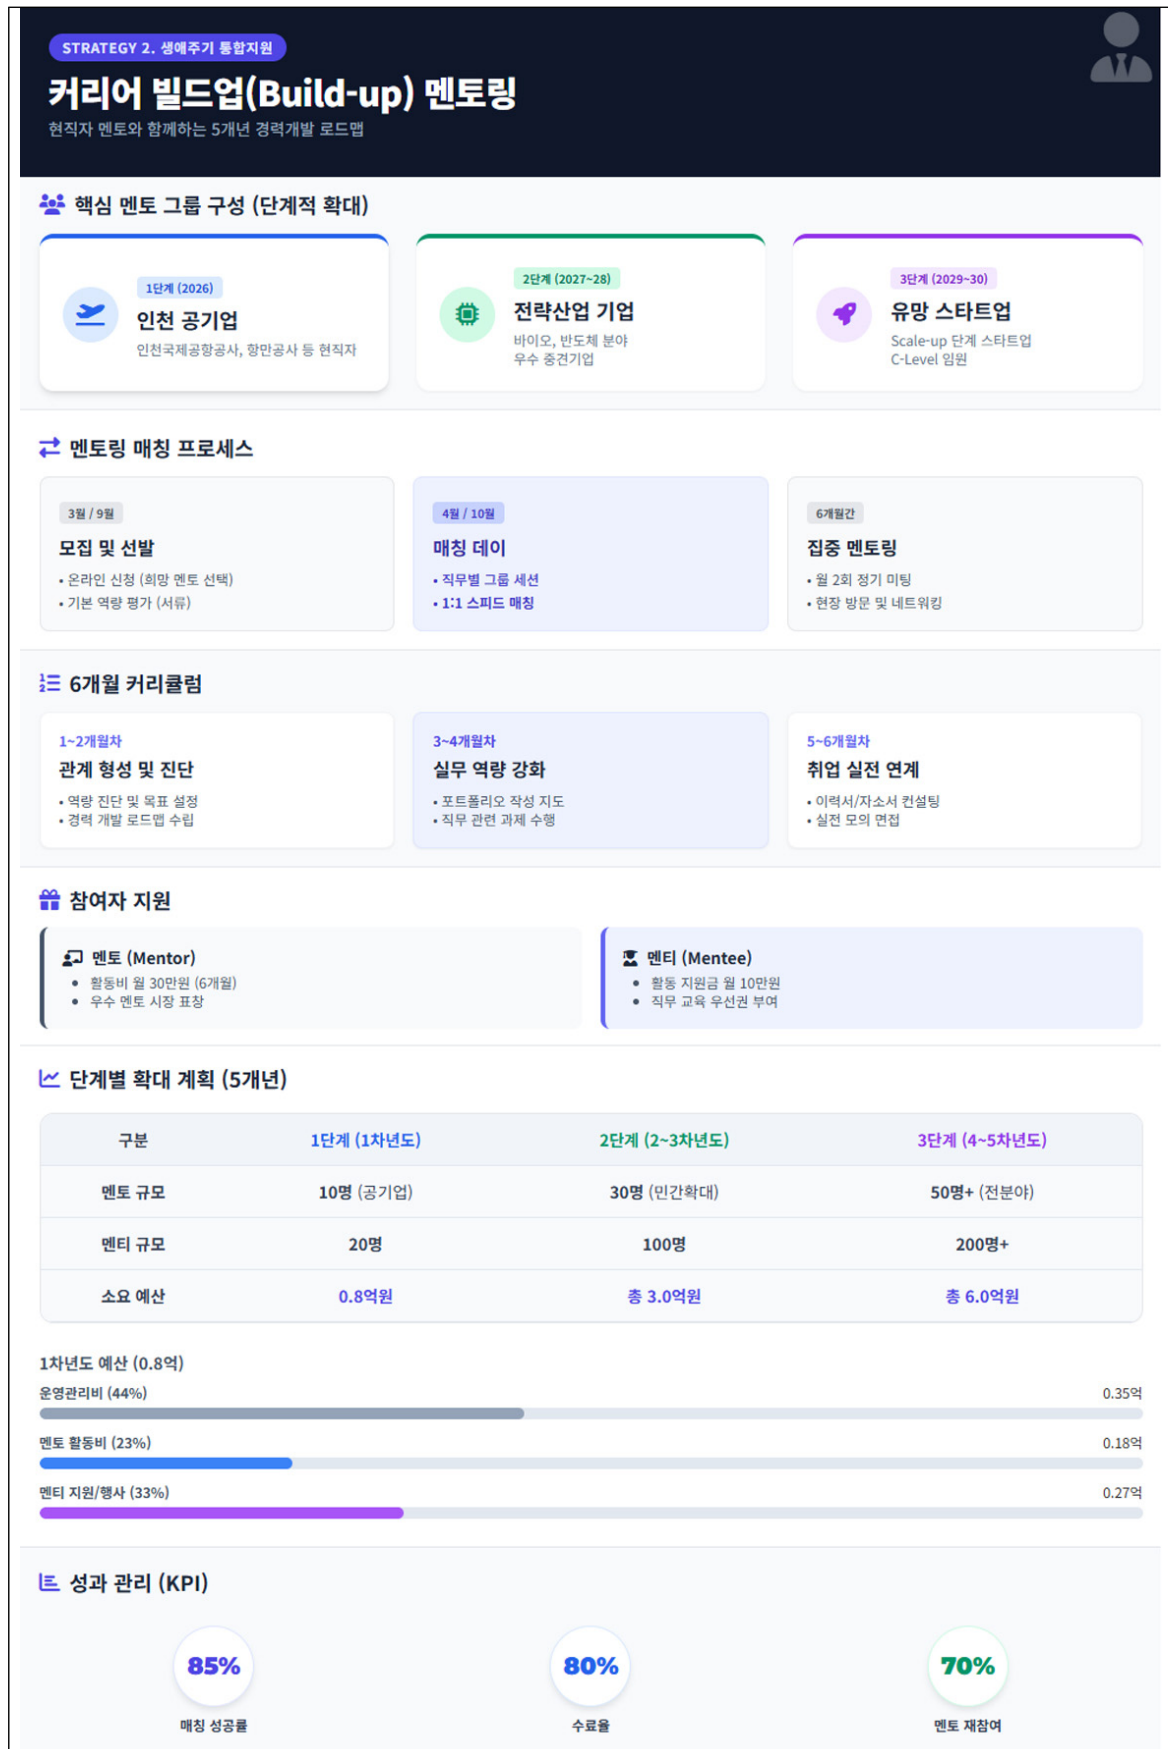 STRATEGY 2. 생애주기 통합지원
커리어 빌드업(Build-up) 멘토링
현직자 멘토와 함께하는 5개년 경력개발 로드맵
핵심 멘토 그룹 구성 (단계적 확대)
1단계 (2026)
인천 공기업
인천국제공항공사, 항만공사 등 현직자
2단계 (2027~28)
전략산업 기업
바이오, 반도체 분야
우수 중견기업
3단계 (2029~30)
유망 스타트업
Scale-up 단계 스타트업
C-Level 임원
멘토링 매칭 프로세스
3월 / 9월
모집 및 선발
• 온라인 신청 (희망 멘토 선택)
• 기본 역량 평가 (서류)
4월 / 10월
매칭 데이
• 직무별 그룹 세션
• 1:1 스피드 매칭
6개월간
집중 멘토링
• 월 2회 정기 미팅
• 현장 방문 및 네트워킹
6개월 커리큘럼
1~2개월차
관계 형성 및 진단
• 역량 진단 및 목표 설정
• 경력 개발 로드맵 수립
3~4개월차
실무 역량 강화
• 포트폴리오 작성 지도
• 직무 관련 과제 수행
5~6개월차
취업 실전 연계
• 이력서/자소서 컨설팅
• 실전 모의 면접
참여자 지원
멘토 (Mentor)
• 활동비 월 30만원 (6개월)
• 우수 멘토 시장 표창
멘티 (Mentee)
• 활동 지원금 월 10만원
• 직무 교육 우선권 부여
단계별 확대 계획 (5개년)
구분 1단계 (1차년도) 2단계 (2~3차년도) 3단계 (4~5차년도)
멘토 규모 10명 (공기업) 30명 (민간확대) 50명+ (전분야)
멘티 규모 20명 100명 200명+
소요 예산 0.8억원 총 3.0억원 총 6.0억원
1차년도 예산 (0.8억)
운영관리비 (44%) 0.35억
멘토 활동비 (23%) 0.18억
멘티 지원/행사 (33%) 0.27억
성과 관리 (KPI)
85% 80% 70%
매칭 성공률 수료율 멘토 재참여